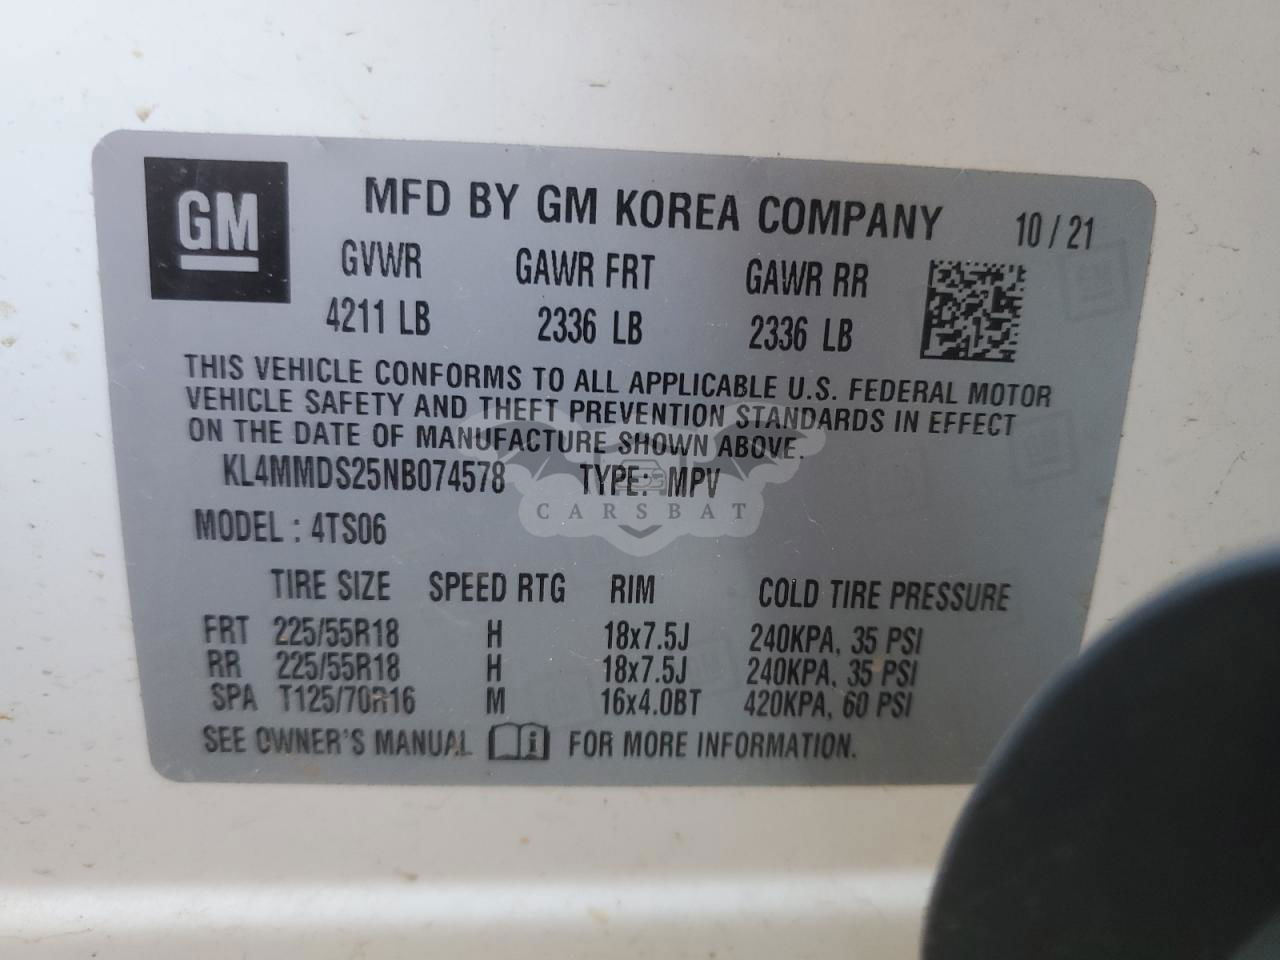 GM
MFD BY GM KOREA COMPANY 10 / 21
GVWR GAWR FRT GAWR RR
4211 LB 2336 LB 2336 LB
THIS VEHICLE CONFORMS TO ALL APPLICABLE U.S. FEDERAL MOTOR
VEHICLE SAFETY AND THEFT PREVENTION STANDARDS IN EFFECT
ON THE DATE OF MANUFACTURE SHOWN ABOVE.
KL4MMDS25NB074578 TYPE: MPV
CARSBAT
MODEL : 4TS06
TIRE SIZE SPEED RTG RIM COLD TIRE PRESSURE
FRT 225/55R18 H 18x7.5J 240KPA, 35 PSI
RR 225/55R18 H 18x7.5J 240KPA, 35 PSI
SPA T125/70R16 M 16x4.0BT 420KPA, 60 PSI
SEE OWNER'S MANUAL i FOR MORE INFORMATION.